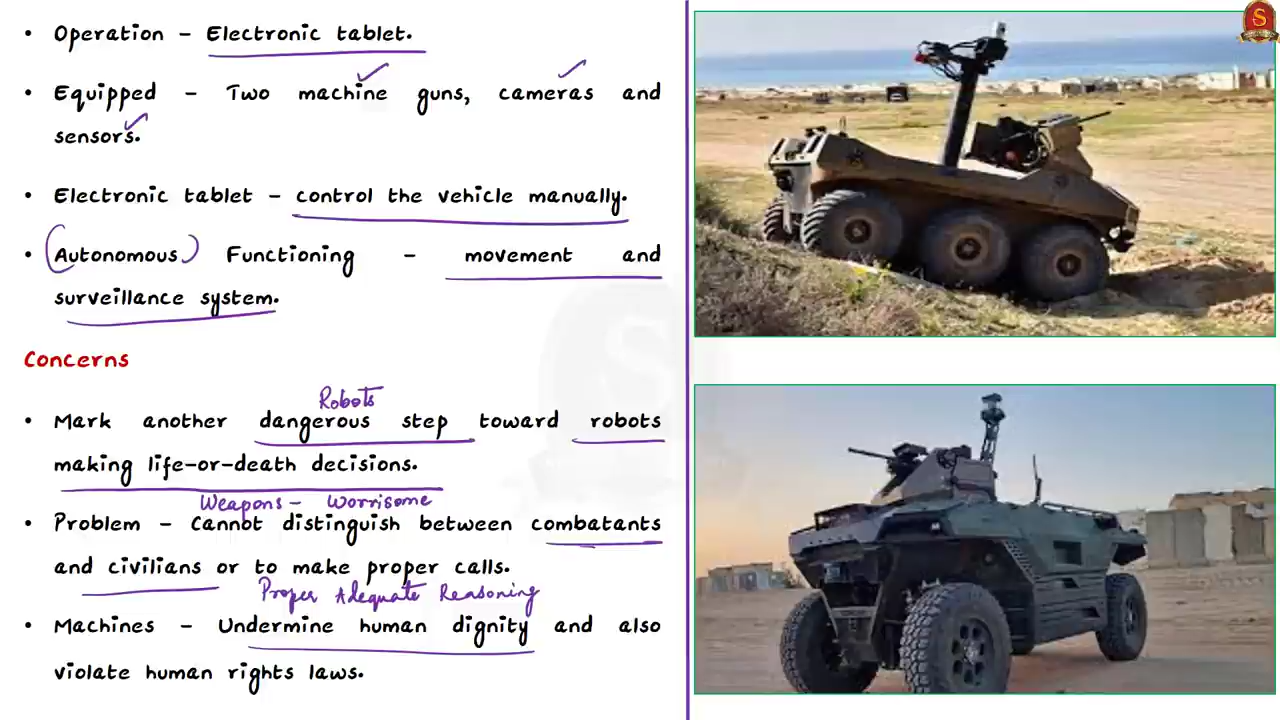 • Operation – Electronic tablet.
• Equipped – Two machine guns, cameras and
sensors.
• Electronic tablet – control the vehicle manually.
• (Autonomous) Functioning – movement and
surveillance system.
Concerns
Robots
• Mark another dangerous step toward robots
making life-or-death decisions.
Weapons – Worrisome
• Problem – Cannot distinguish between combatants
and civilians or to make proper calls.
Proper Adequate Reasoning
• Machines – Undermine human dignity and also
violate human rights laws.
S
S